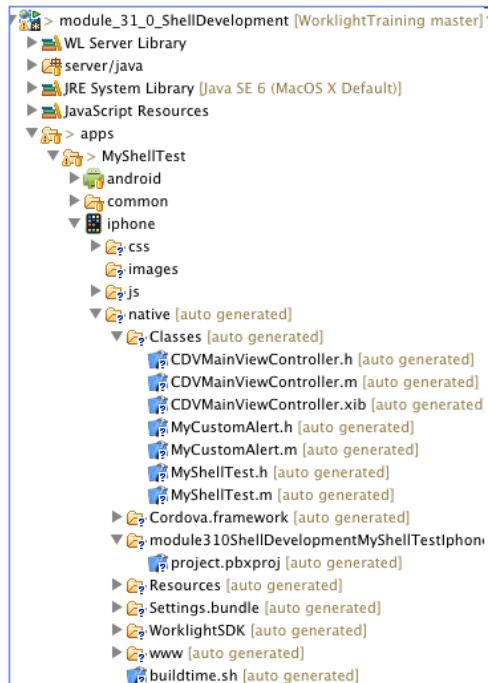 > module_31_0_ShellDevelopment [WorklightTraining master]
WL Server Library
server/java
JRE System Library [Java SE 6 (MacOS X Default)]
JavaScript Resources
> apps
> MyShellTest
android
common
iphone
css
images
js
native [auto generated]
Classes [auto generated]
CDVMainViewController.h [auto generated]
CDVMainViewController.m [auto generated]
CDVMainViewController.xib [auto generated
MyCustomAlert.h [auto generated]
MyCustomAlert.m [auto generated]
MyShellTest.h [auto generated]
MyShellTest.m [auto generated]
Cordova.framework [auto generated]
module310ShellDevelopmentMyShellTestIphone
project.pbxproj [auto generated]
Resources [auto generated]
Settings.bundle [auto generated]
WorklightSDK [auto generated]
www [auto generated]
buildtime.sh [auto generated]